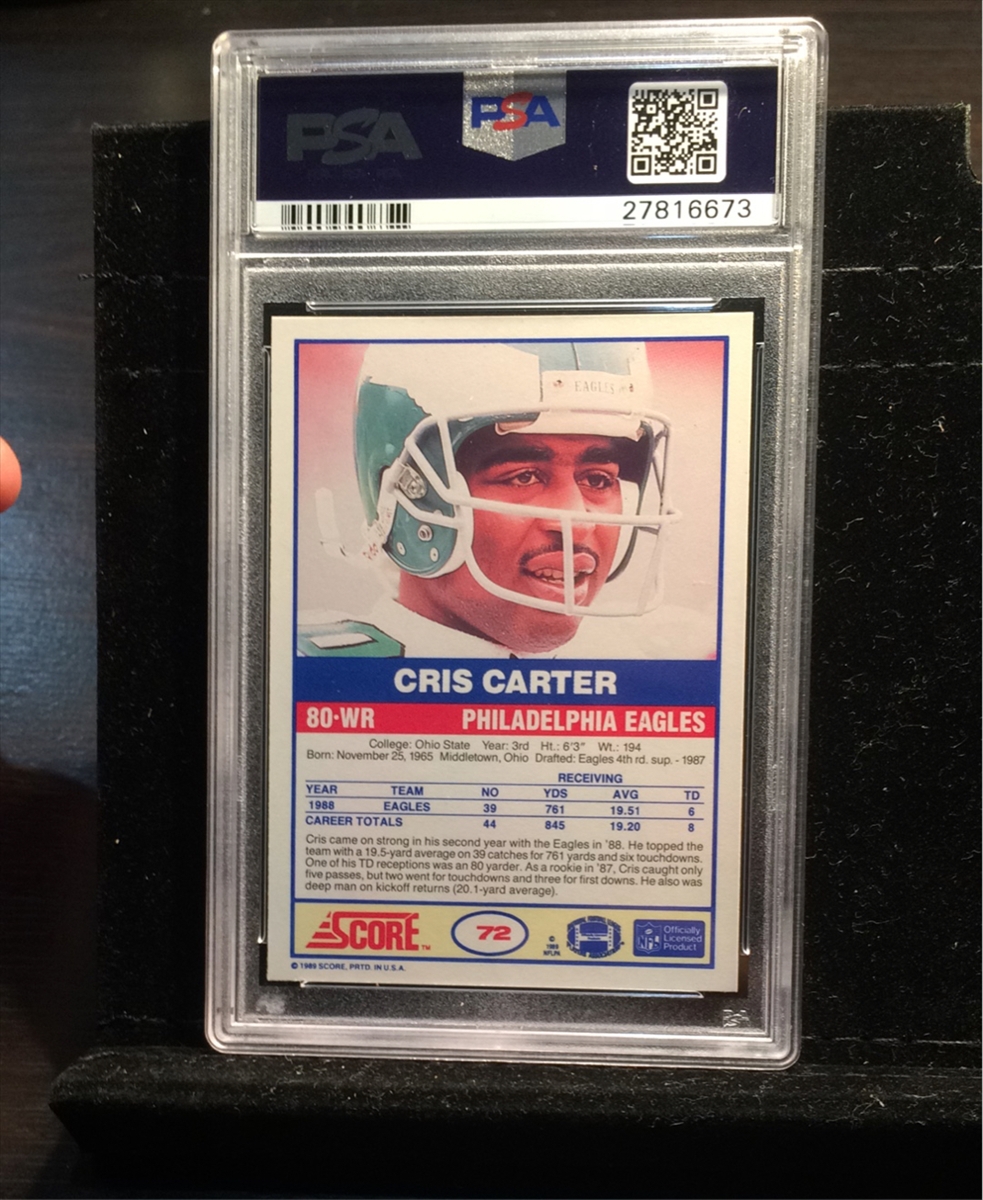 PSA
PSA
27816673
EAGLES
CRIS CARTER
80·WR PHILADELPHIA EAGLES
College: Ohio State Year: 3rd Ht.: 6'3" Wt.: 194
Born: November 25, 1965 Middletown, Ohio Drafted: Eagles 4th rd. sup. - 1987
RECEIVING
YEAR TEAM NO YDS AVG TD
1988 EAGLES 39 761 19.51 6
CAREER TOTALS 44 845 19.20 8
Cris came on strong in his second year with the Eagles in '88. He topped the
team with a 19.5-yard average on 39 catches for 761 yards and six touchdowns.
One of his TD receptions was an 80 yarder. As a rookie in '87, Cris caught only
five passes, but two went for touchdowns and three for first downs. He also was
deep man on kickoff returns (20.1-yard average).
SCORE™
72
© 1989 NFLPA
NFL
Officially
Licensed
Product
© 1989 SCORE, PRTD. IN U.S.A.